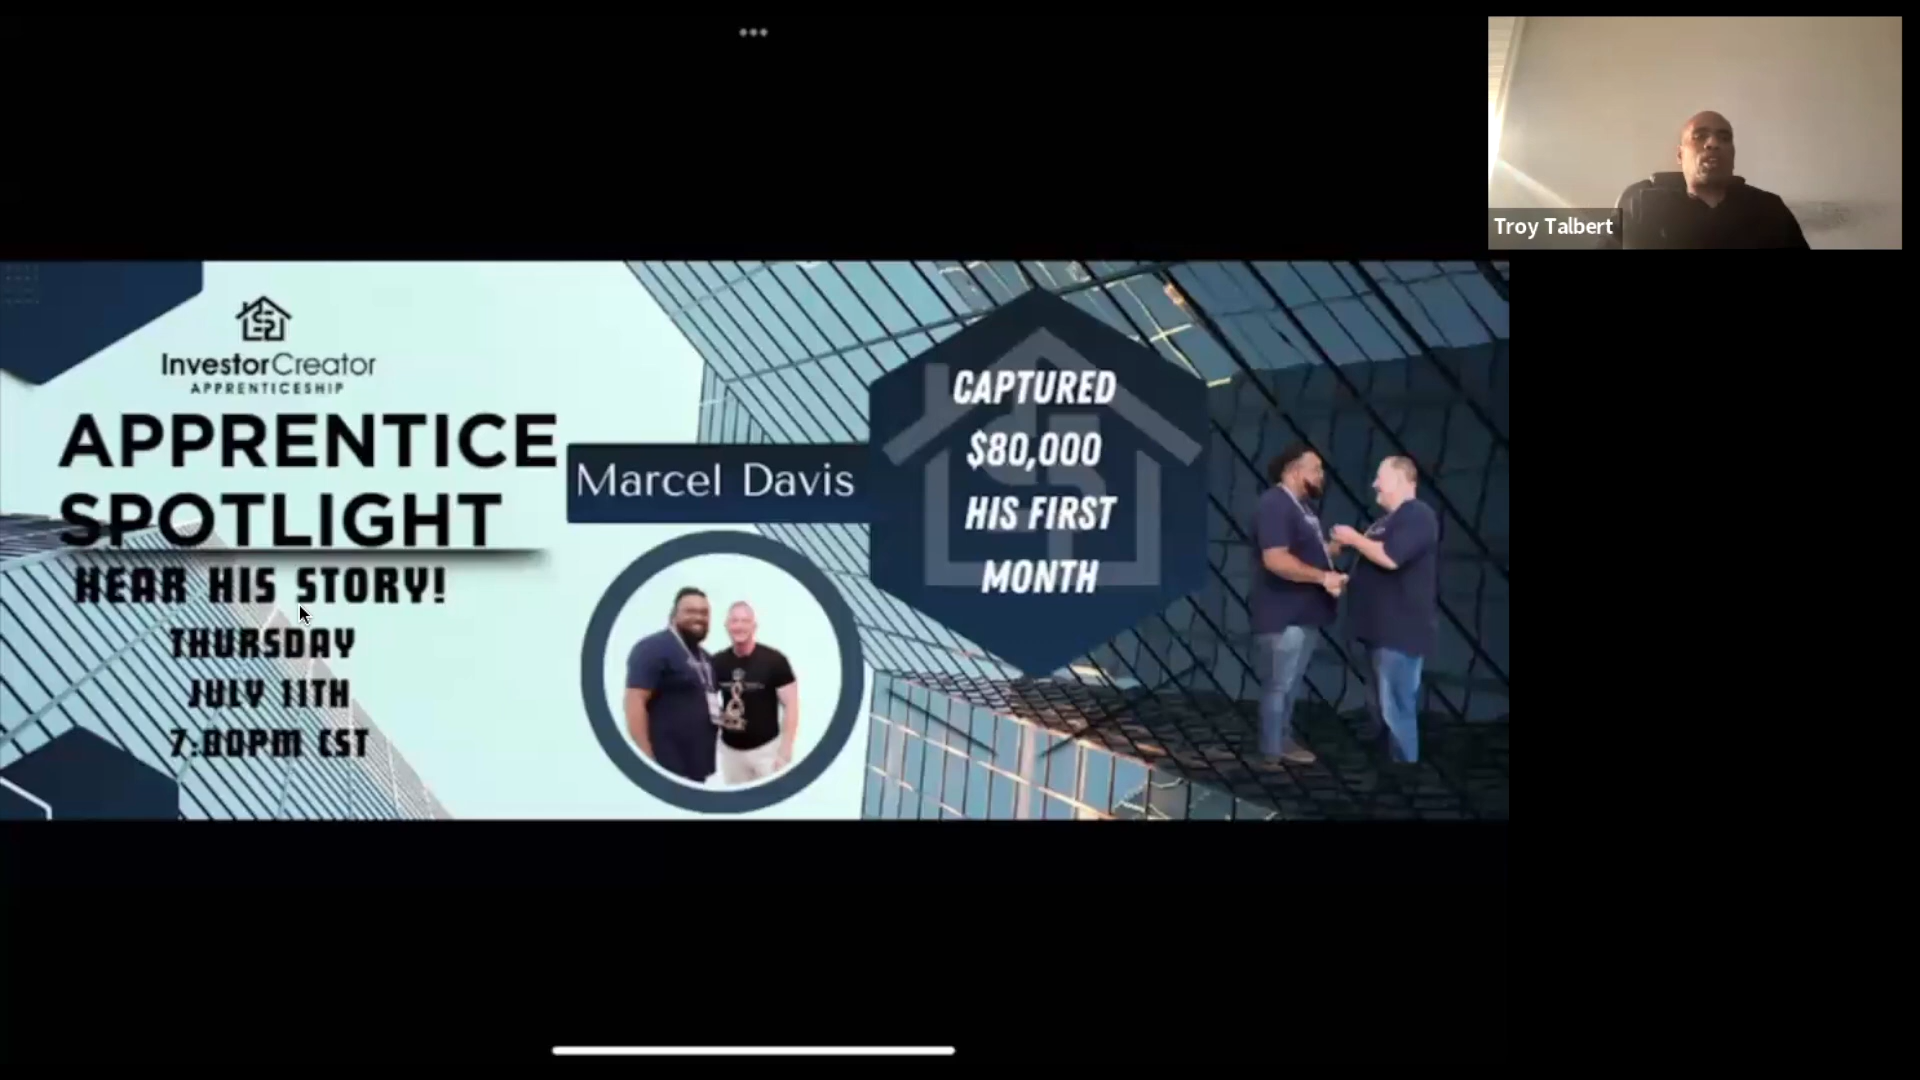 Troy Talbert
InvestorCreator
APPRENTICESHIP
APPRENTICE
SPOTLIGHT
HEAR HIS STORY!
THURSDAY
JULY 11TH
7:00PM CST
Marcel Davis
CAPTURED
$80,000
HIS FIRST
MONTH